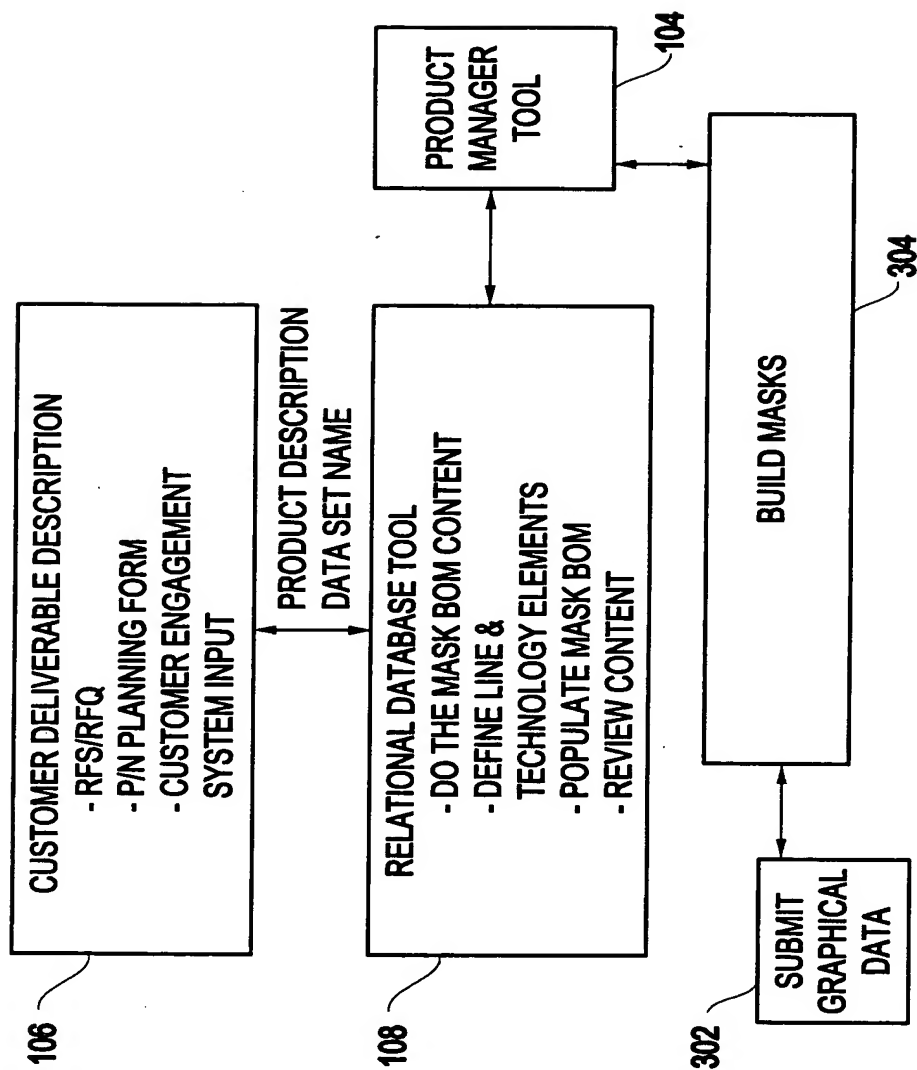 106
CUSTOMER DELIVERABLE DESCRIPTION
- RFS/RFQ
- P/N PLANNING FORM
- CUSTOMER ENGAGEMENT
SYSTEM INPUT
PRODUCT DESCRIPTION
DATA SET NAME
108
RELATIONAL DATABASE TOOL
- DO THE MASK BOM CONTENT
- DEFINE LINE &
TECHNOLOGY ELEMENTS
- POPULATE MASK BOM
- REVIEW CONTENT
PRODUCT
MANAGER
TOOL
104
302
SUBMIT
GRAPHICAL
DATA
BUILD MASKS
304